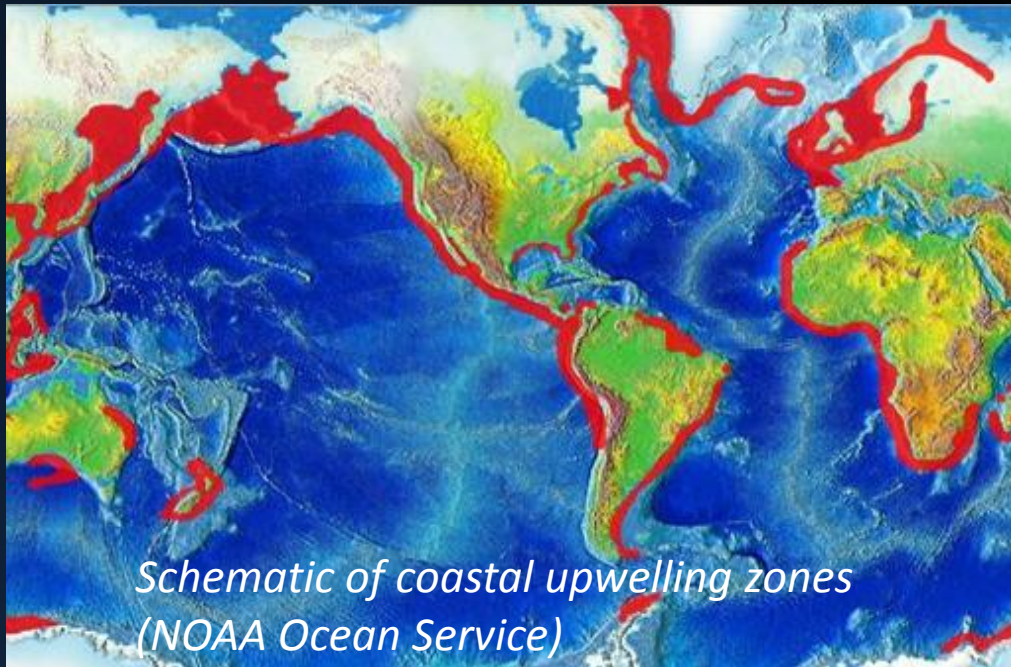 Schematic of coastal upwelling zones
(NOAA Ocean Service)